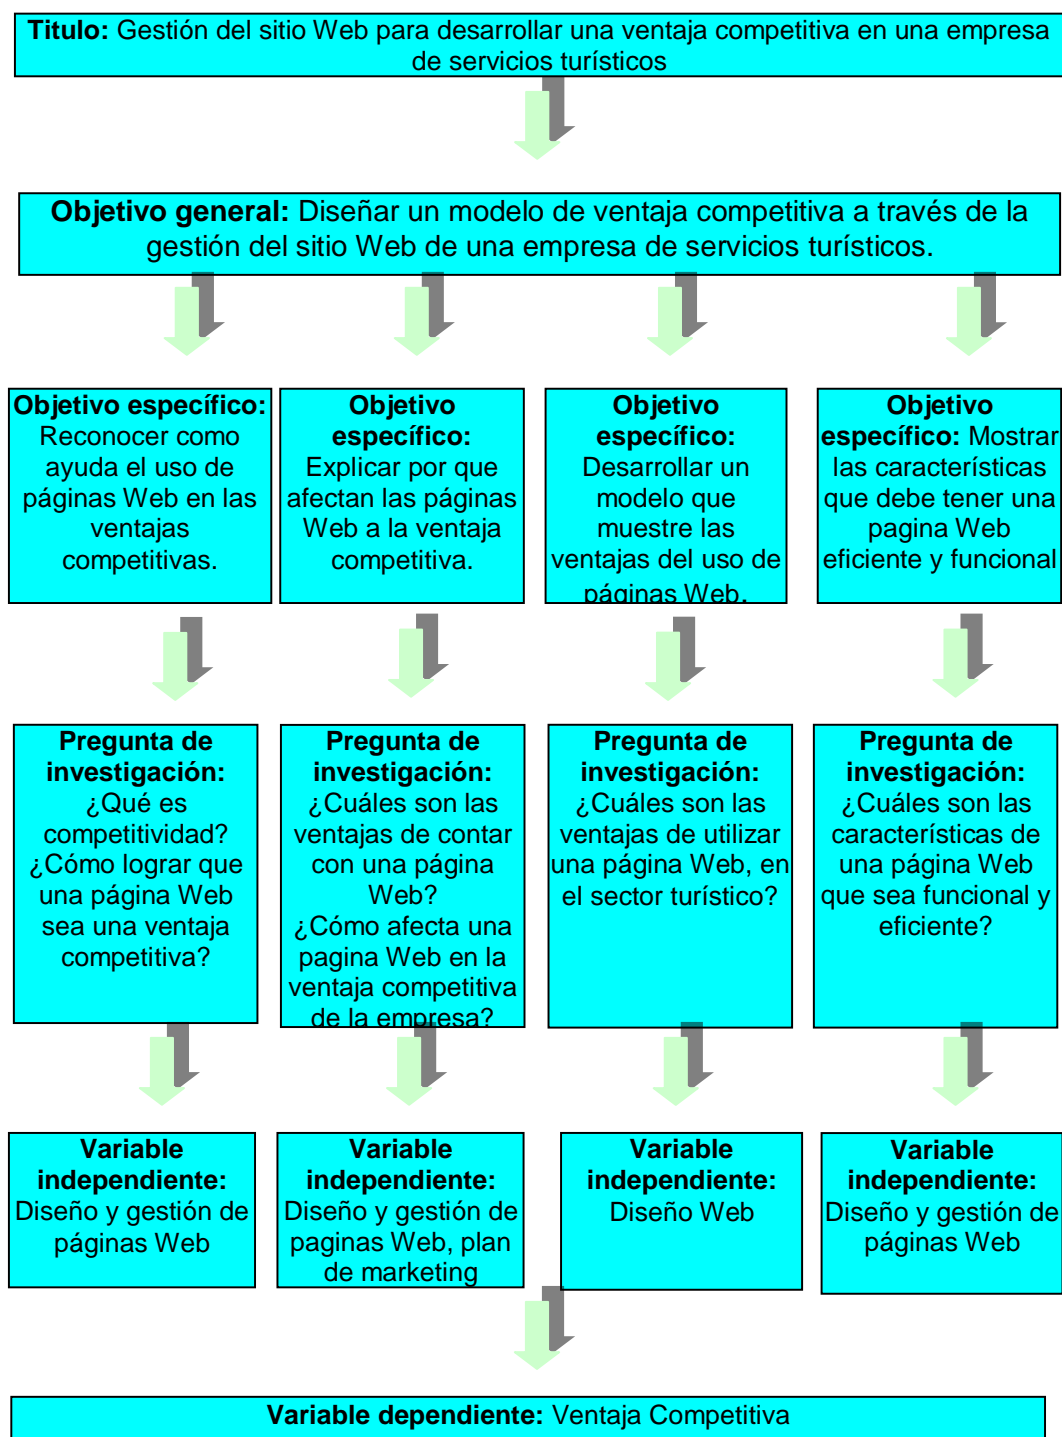 Titulo: Gestión del sitio Web para desarrollar una ventaja competitiva en una empresa
de servicios turísticos
Objetivo general: Diseñar un modelo de ventaja competitiva a través de la
gestión del sitio Web de una empresa de servicios turísticos.
Objetivo específico:
Reconocer como
ayuda el uso de
páginas Web en las
ventajas
competitivas.
Objetivo
específico:
Explicar por que
afectan las páginas
Web a la ventaja
competitiva.
Objetivo
específico:
Desarrollar un
modelo que
muestre las
ventajas del uso de
páginas Web.
Objetivo
específico: Mostrar
las características
que debe tener una
pagina Web
eficiente y funcional
Pregunta de
investigación:
¿Qué es
competitividad?
¿Cómo lograr que
una página Web
sea una ventaja
competitiva?
Pregunta de
investigación:
¿Cuáles son las
ventajas de contar
con una página
Web?
¿Cómo afecta una
pagina Web en la
ventaja competitiva
de la empresa?
Pregunta de
investigación:
¿Cuáles son las
ventajas de utilizar
una página Web, en
el sector turístico?
Pregunta de
investigación:
¿Cuáles son las
características de
una página Web
que sea funcional y
eficiente?
Variable
independiente:
Diseño y gestión de
páginas Web
Variable
independiente:
Diseño y gestión de
paginas Web, plan
de marketing
Variable
independiente:
Diseño Web
Variable
independiente:
Diseño y gestión de
páginas Web
Variable dependiente: Ventaja Competitiva